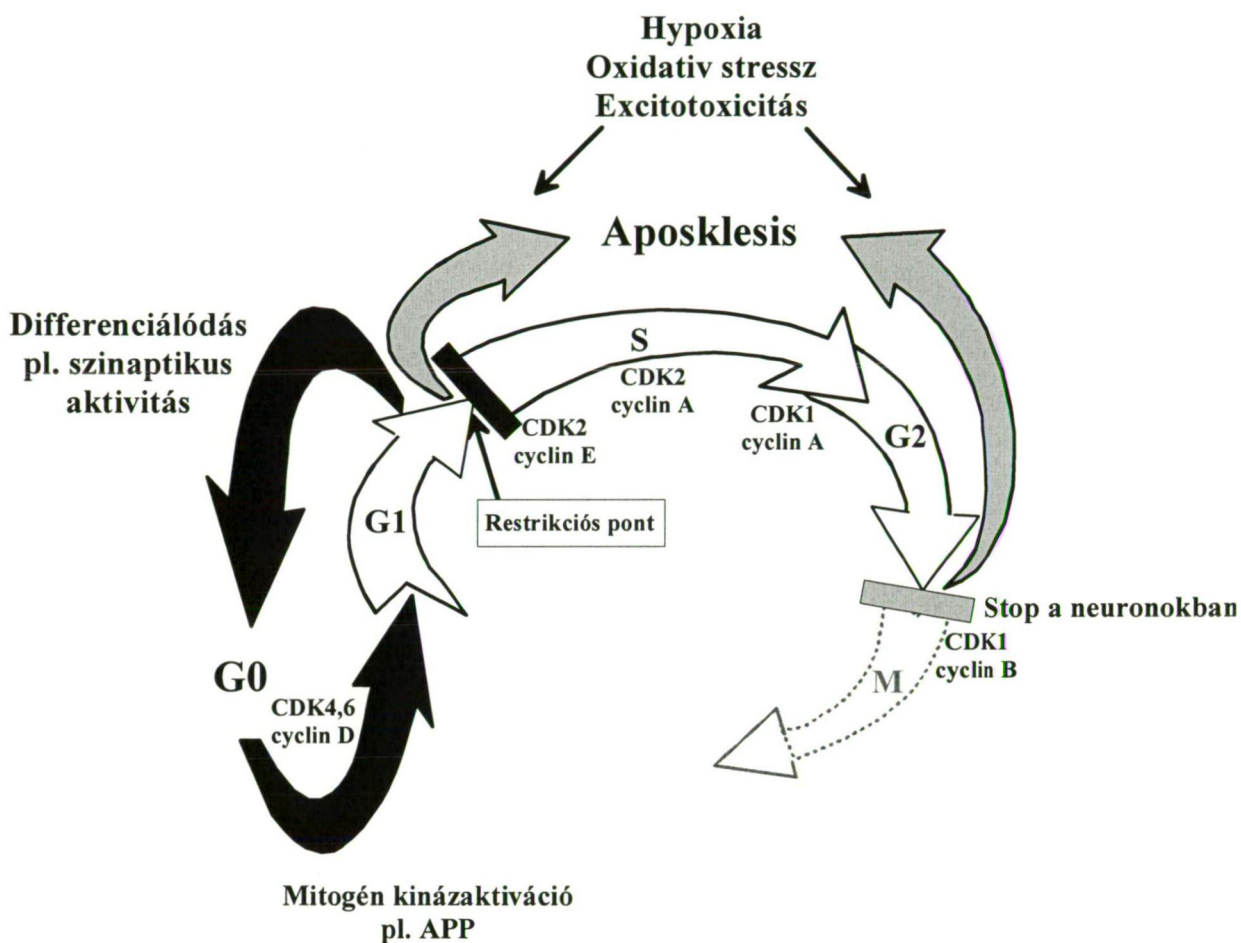 Hypoxia
Oxidativ stressz
Excitotoxicitás
Aposklesis
Differenciálódás
pl. szinaptikus
aktivitás
S
CDK2
cyclin A
CDK1
cyclin A
G2
CDK2
cyclin E
G1
Restrikciós pont
Stop a neuronokban
CDK1
cyclin B
M
G0
CDK4,6
cyclin D
Mitogén kinázaktiváció
pl. APP